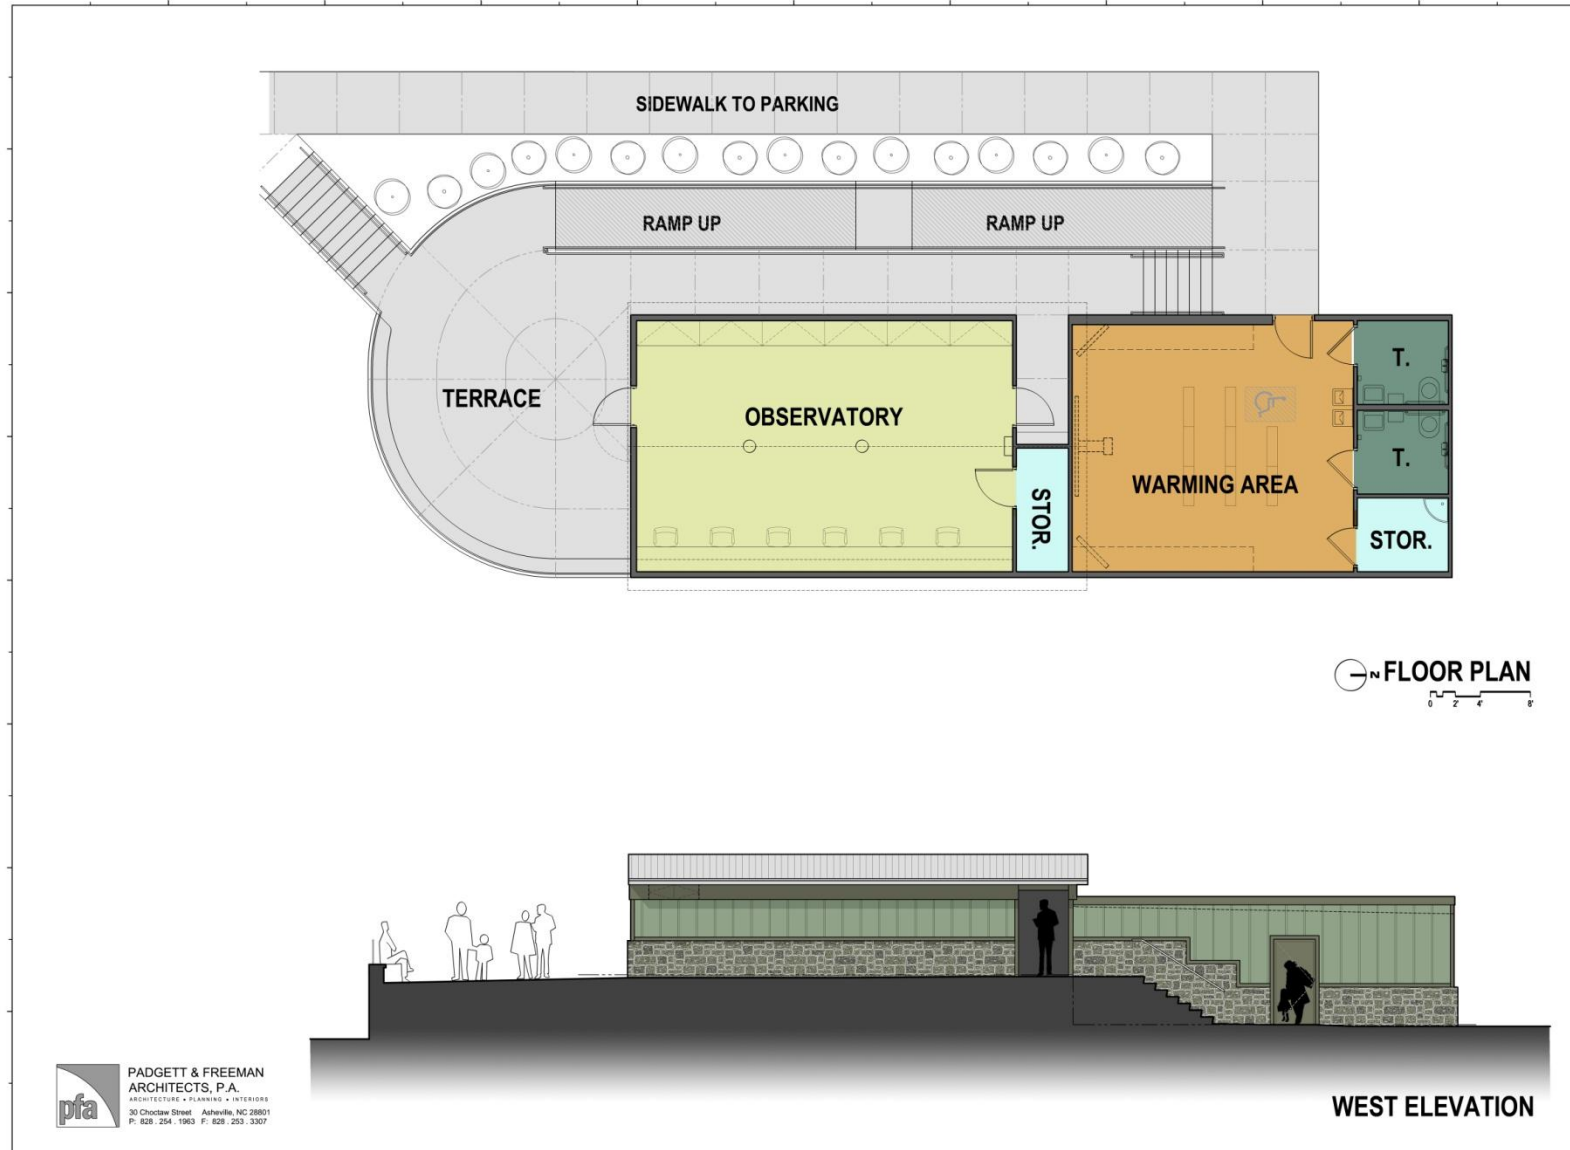 SIDEWALK TO PARKING
RAMP UP
RAMP UP
TERRACE
OBSERVATORY
STOR.
WARMING AREA
T.
T.
STOR.
N FLOOR PLAN
0 2' 4' 8'
pfa
PADGETT & FREEMAN
ARCHITECTS, P.A.
ARCHITECTURE • PLANNING • INTERIORS
30 Choctaw Street Asheville, NC 28801
P: 828 . 254 . 1963 F: 828 . 253 . 3307
WEST ELEVATION